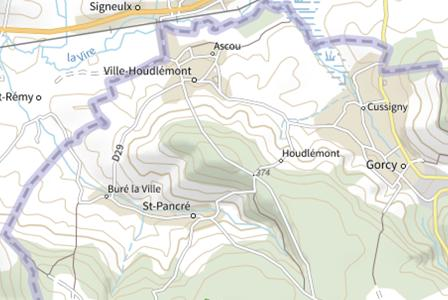 Signeulx
la Vire
Ascou
Ville-Houdlémont
t-Rémy
Cussigny
D29
Houdlémont
Gorcy
274
Buré la Ville
St-Pancré